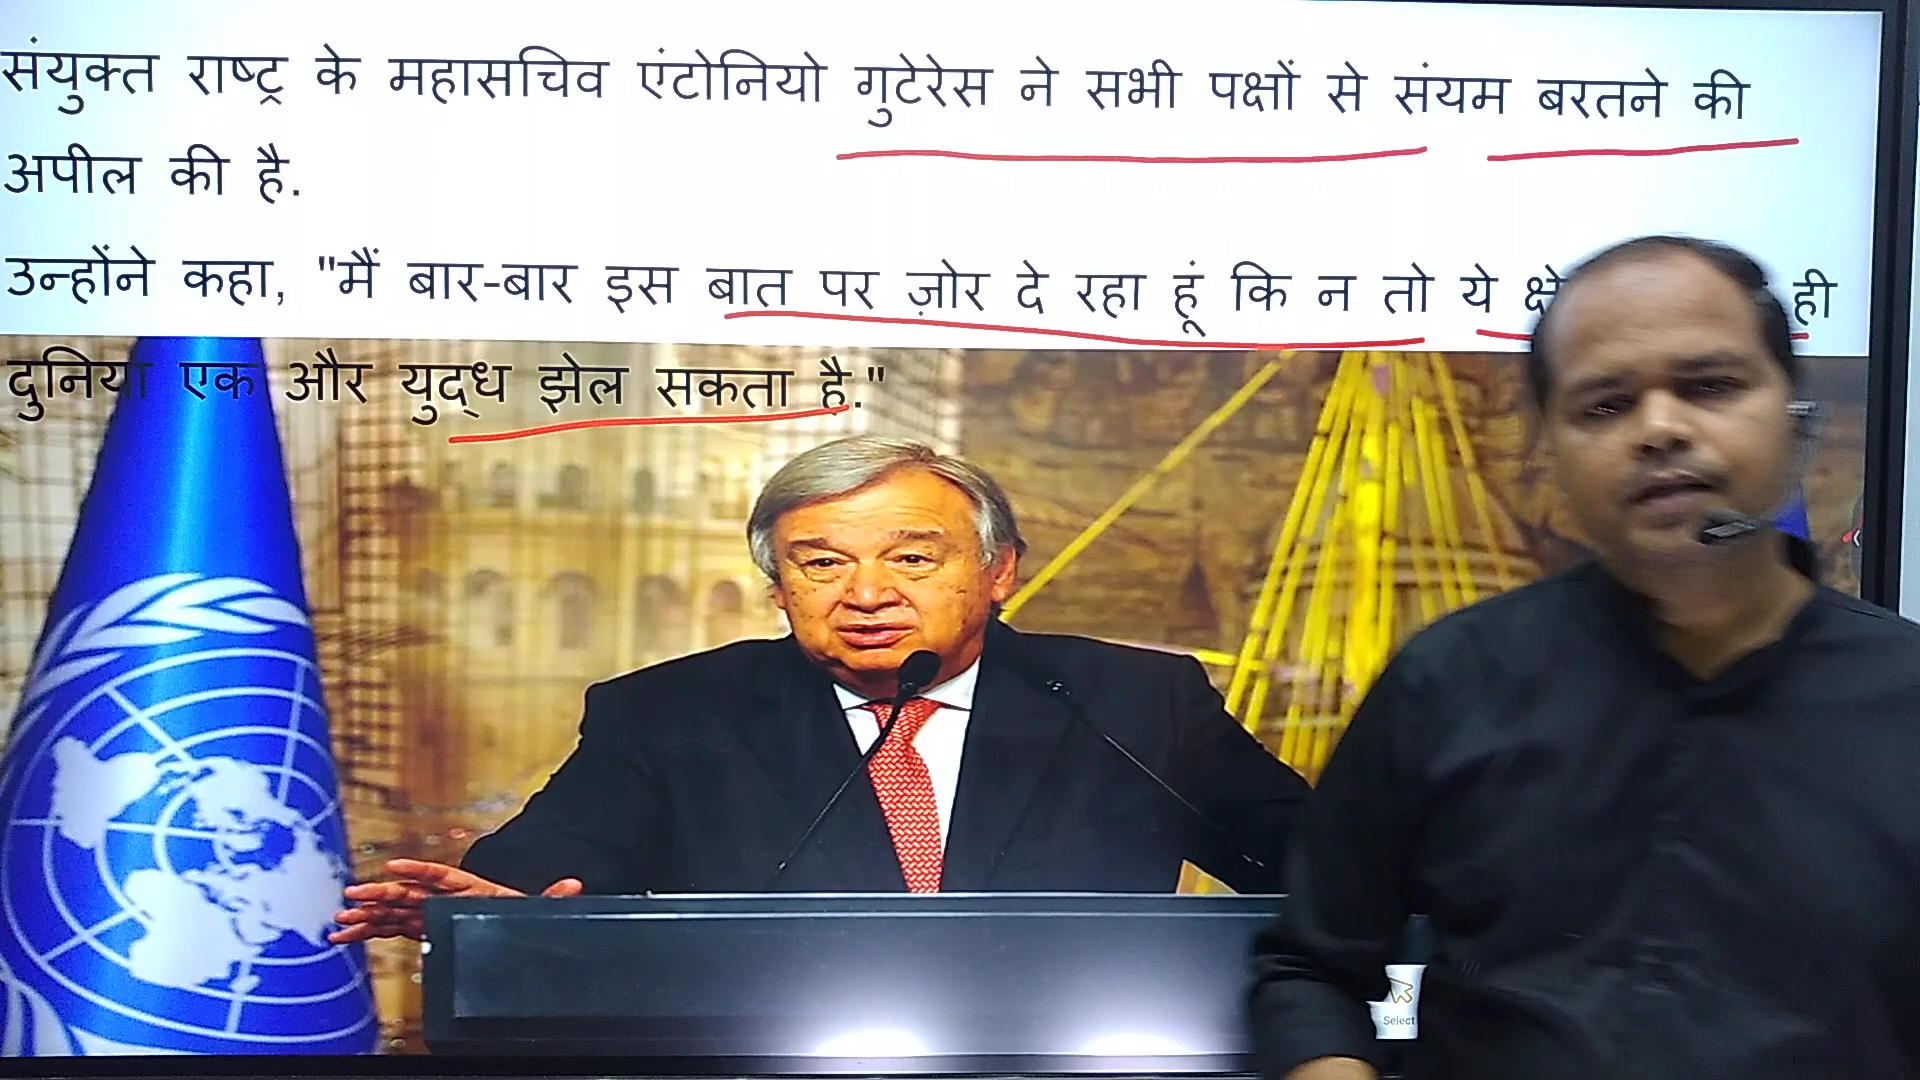 संयुक्त राष्ट्र के महासचिव एंटोनियो गुटेरेस ने सभी पक्षों से संयम बरतने की
अपील की है.
उन्होंने कहा, "मैं बार-बार इस बात पर ज़ोर दे रहा हूं कि न तो ये ही
दुनिया एक और युद्ध झेल सकता है."
Select